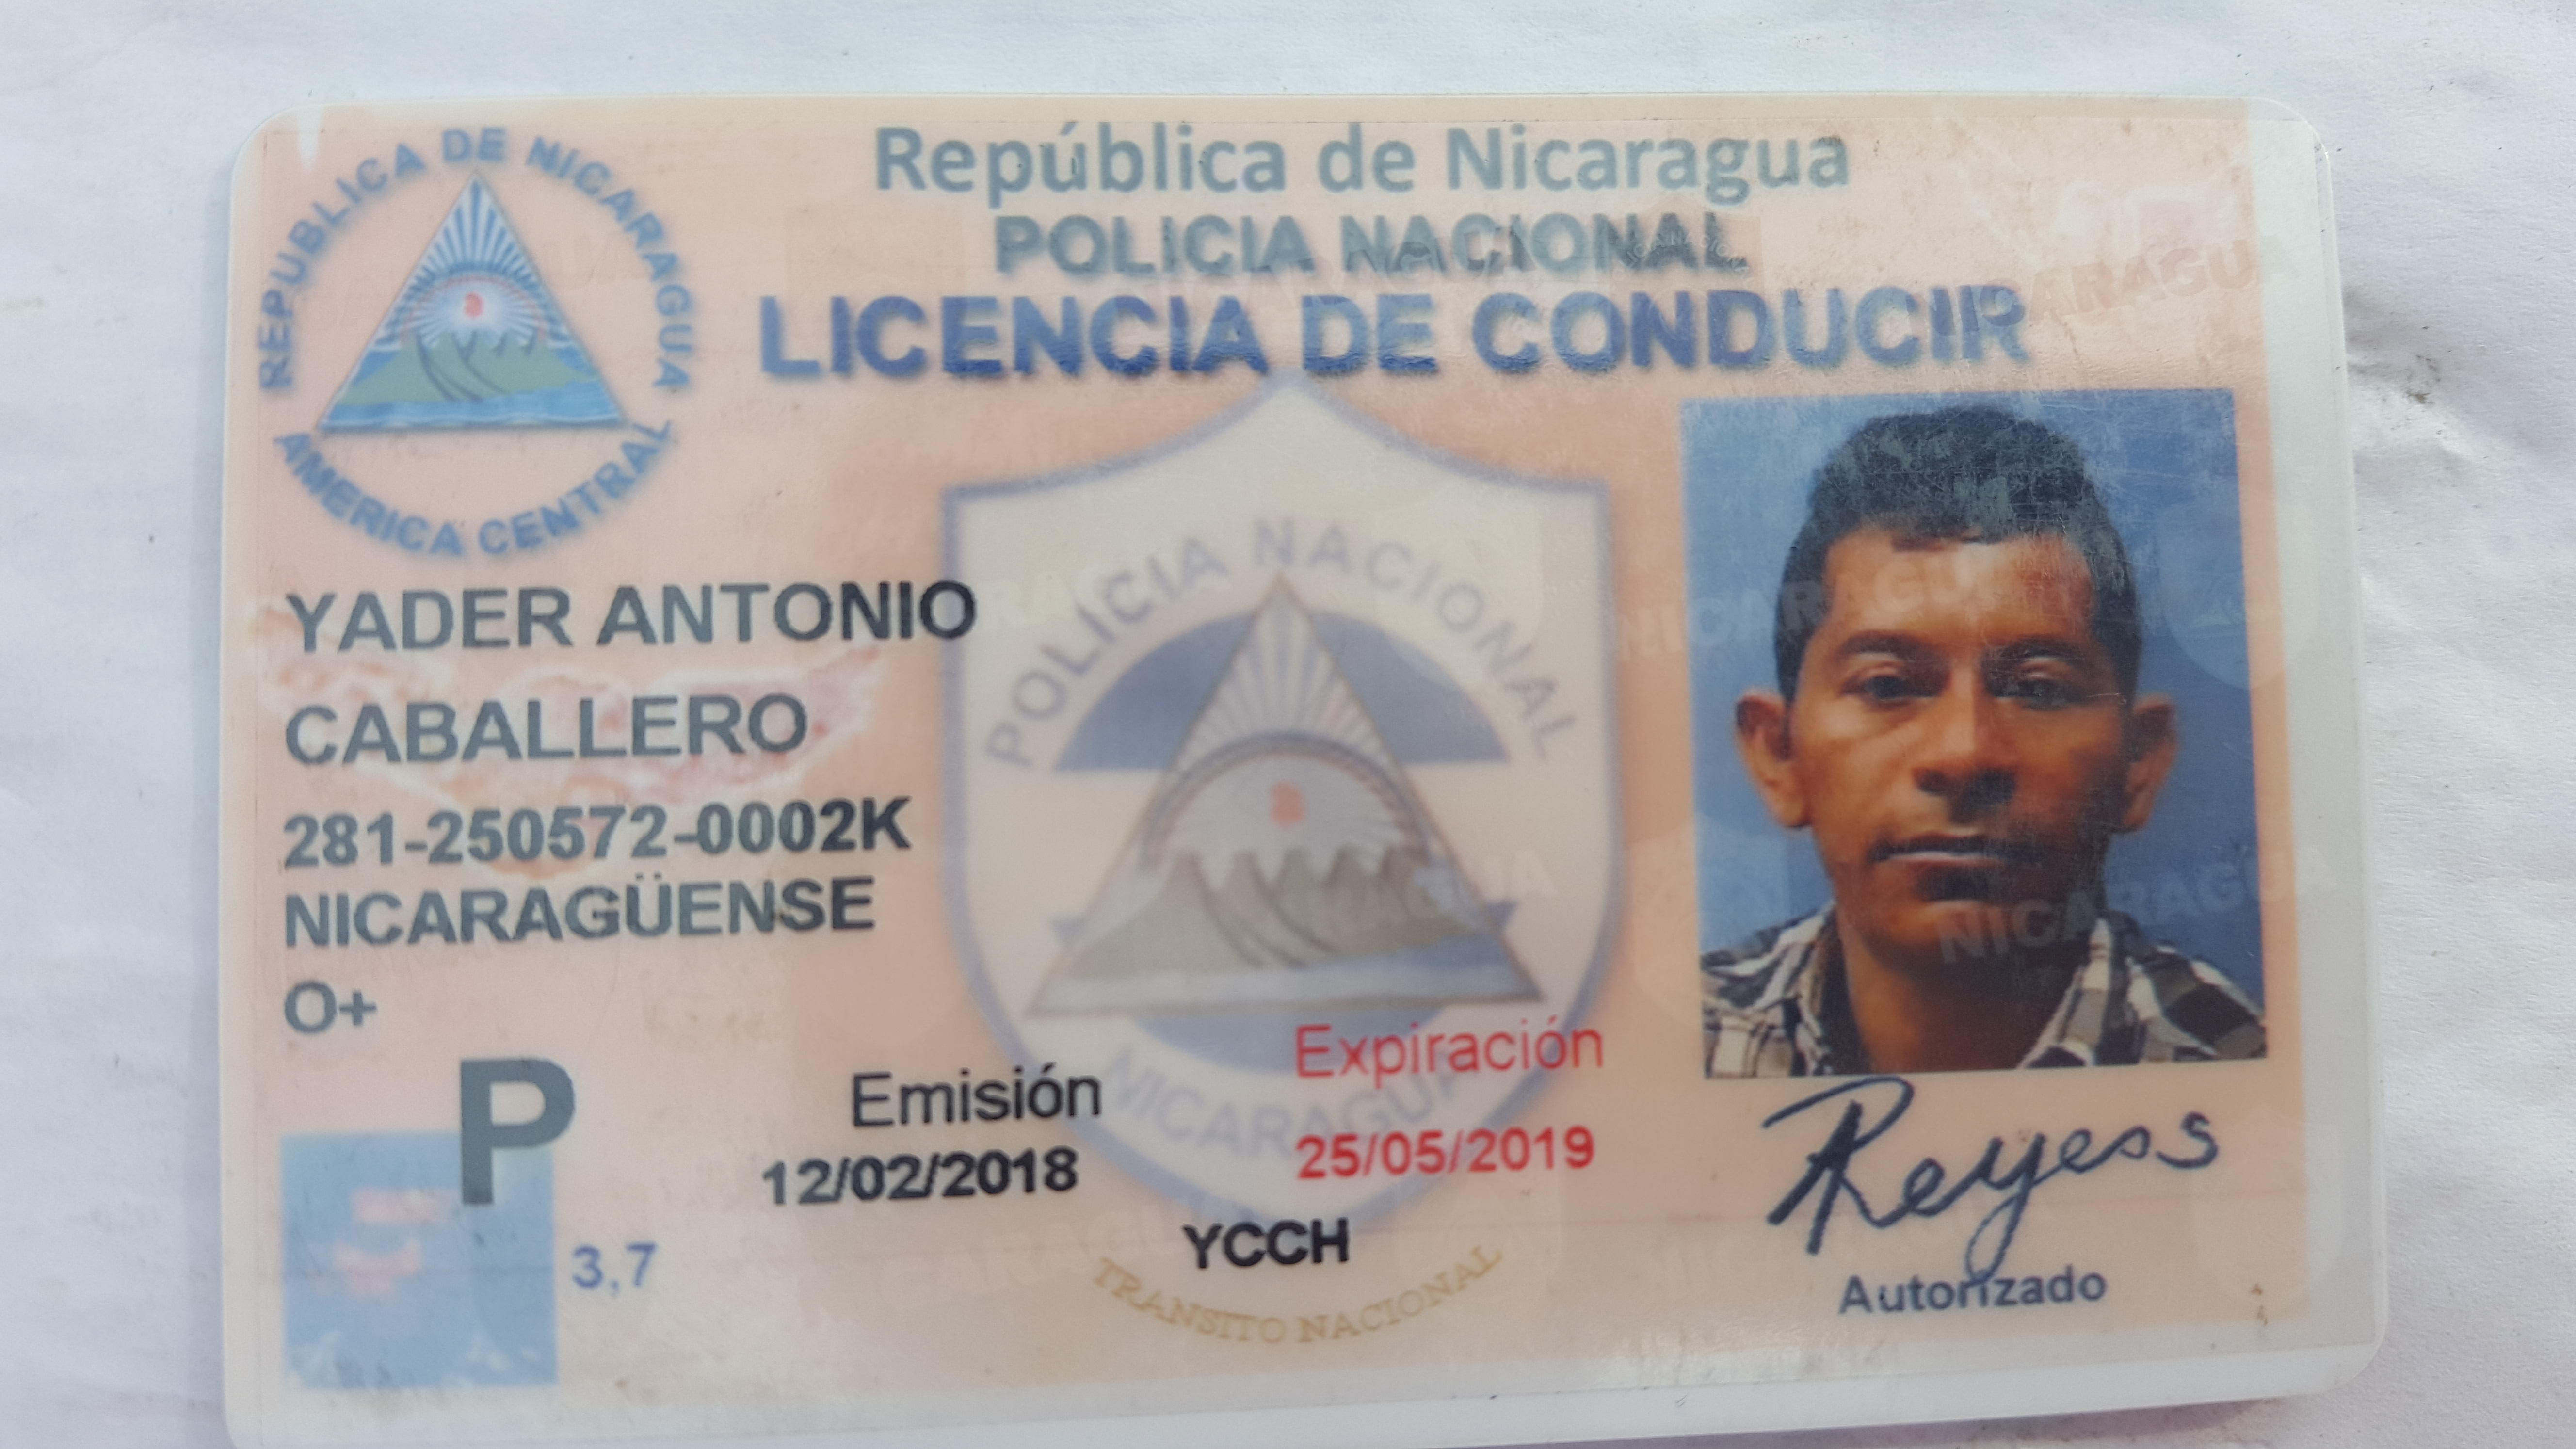 REPUBLICA DE NICARAGUA
AMERICA CENTRAL
República de Nicaragua
POLICIA NACIONAL
LICENCIA DE CONDUCIR
YADER ANTONIO
CABALLERO
281-250572-0002K
NICARAGÜENSE
O+
P
3,7
POLICIA NACIONAL
NICARAGUA
Emisión
12/02/2018
Expiración
25/05/2019
YCCH
TRANSITO NACIONAL
NICARAGUA
NICARAGUA
Reyess
Autorizado